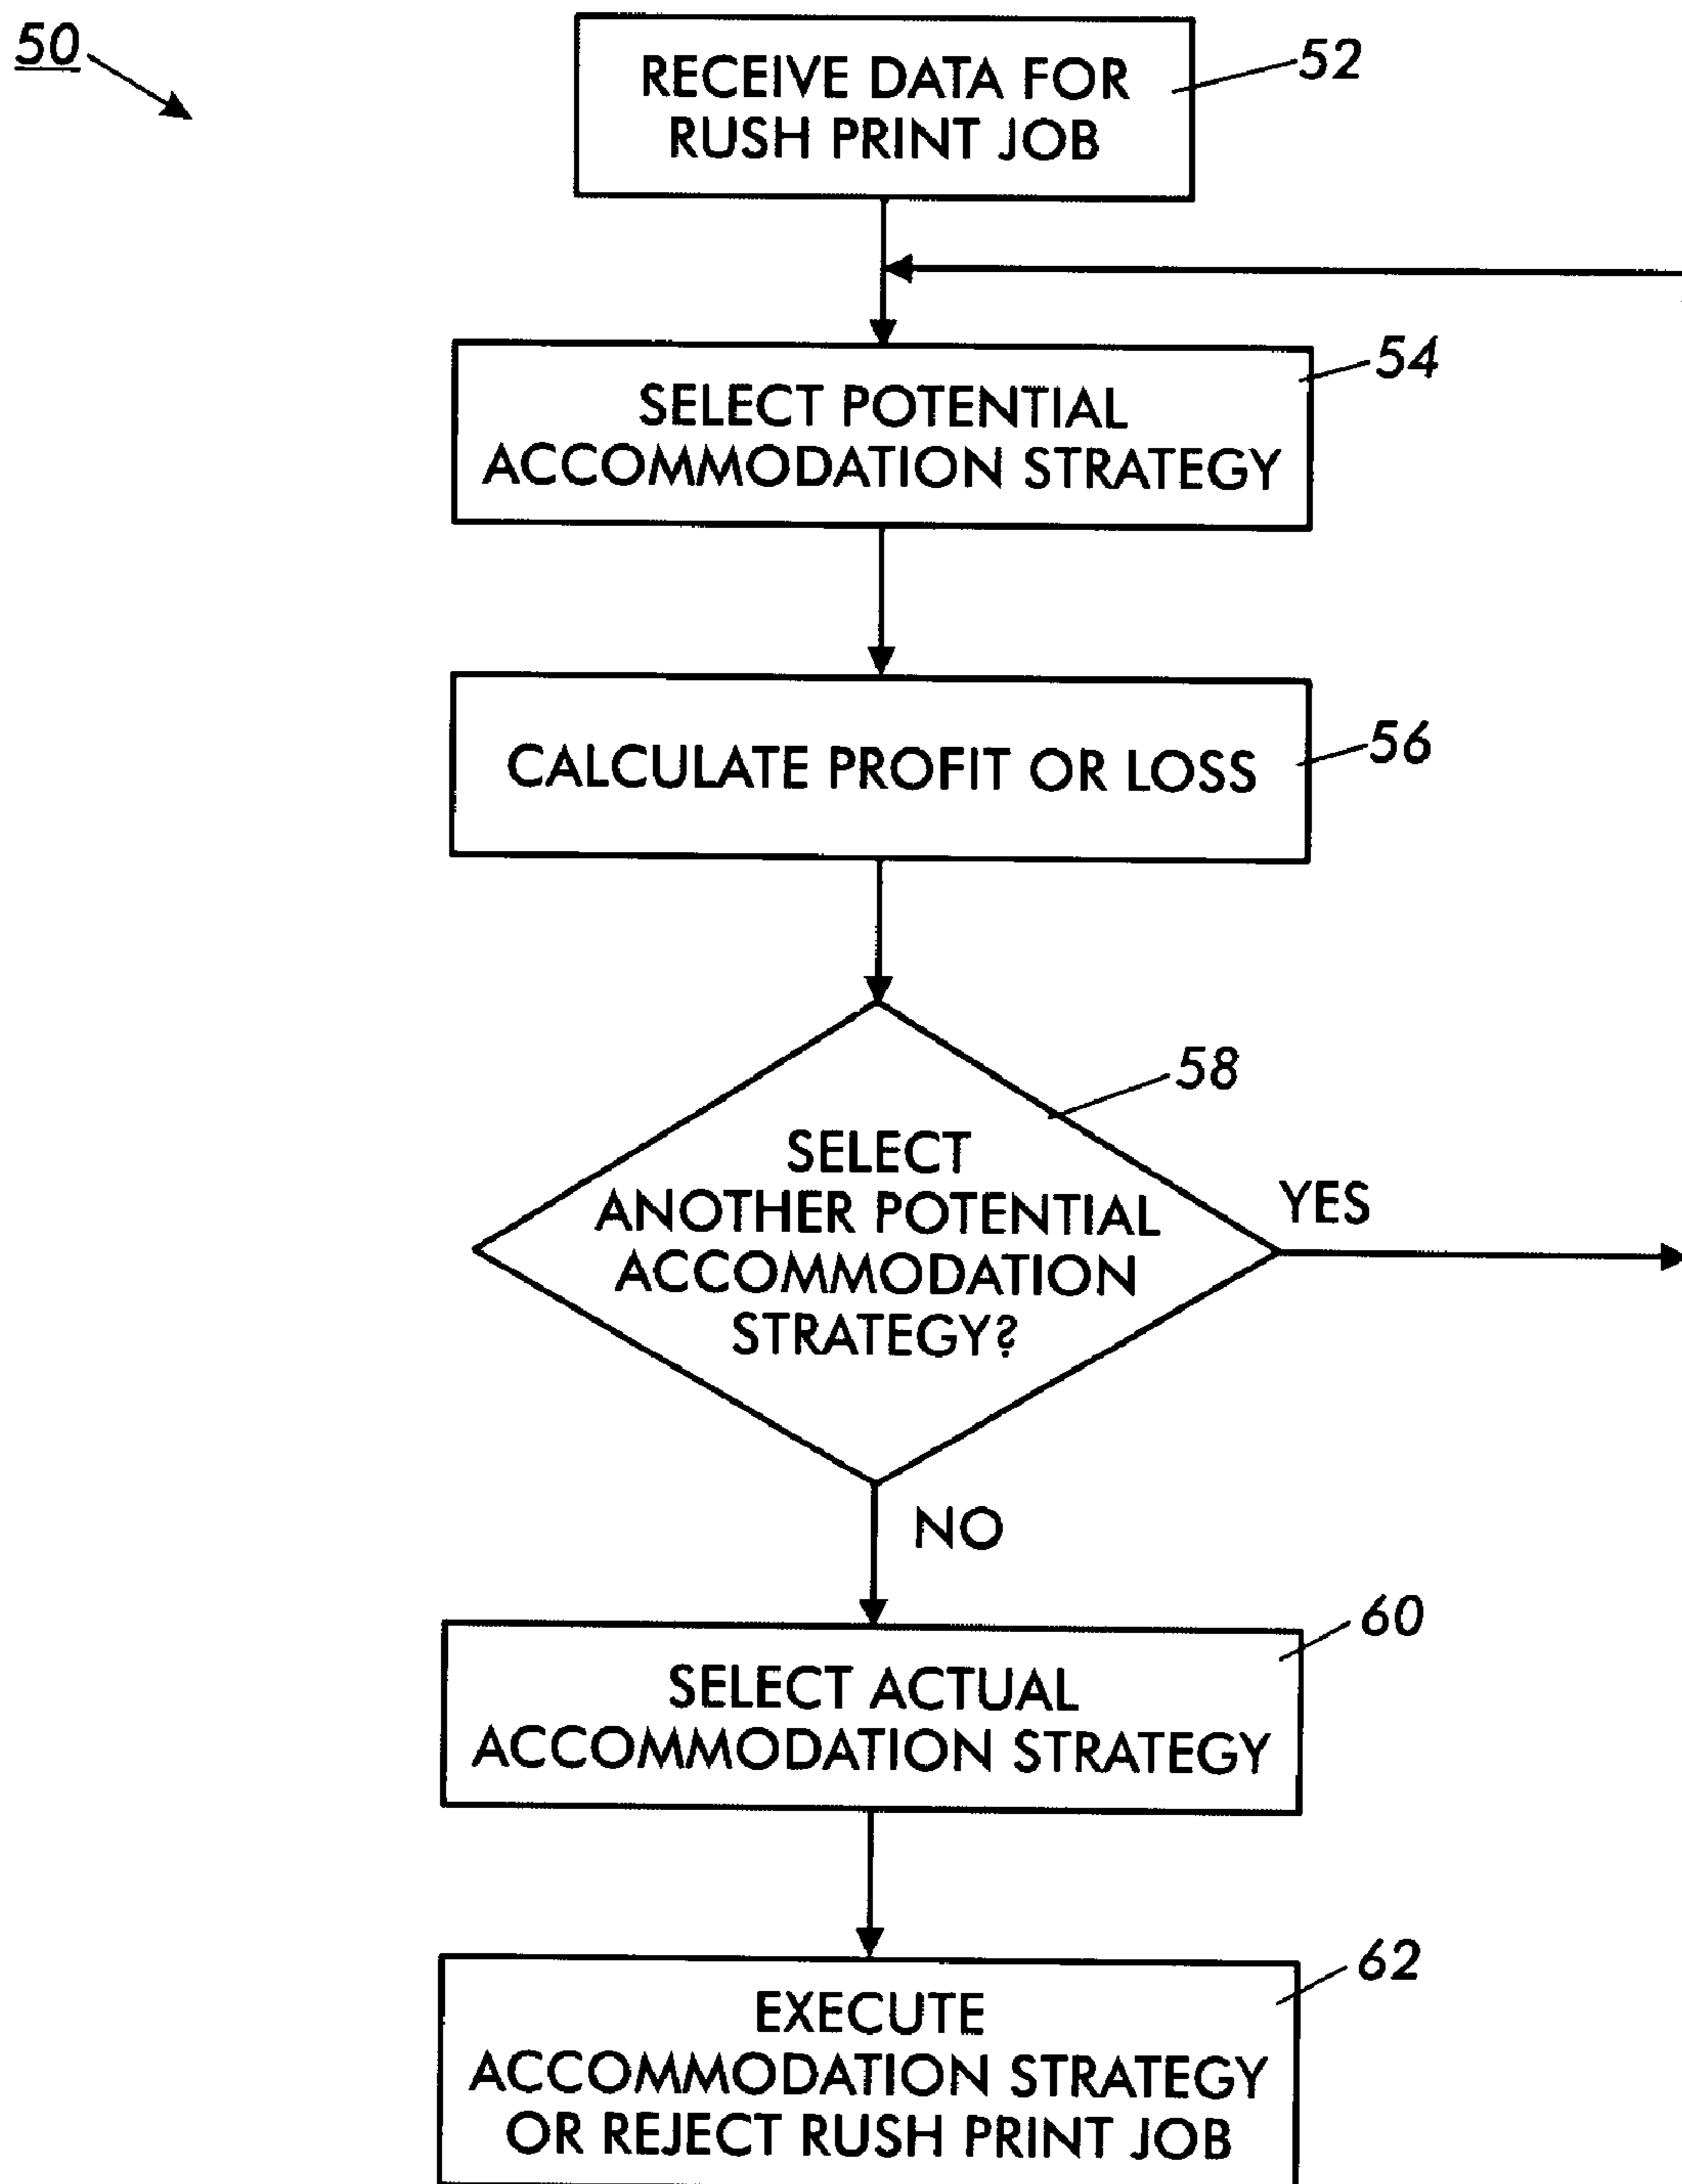 50
RECEIVE DATA FOR
RUSH PRINT JOB
52
SELECT POTENTIAL
ACCOMMODATION STRATEGY
54
CALCULATE PROFIT OR LOSS
56
58
SELECT
ANOTHER POTENTIAL
ACCOMMODATION
STRATEGY?
YES
NO
60
SELECT ACTUAL
ACCOMMODATION STRATEGY
62
EXECUTE
ACCOMMODATION STRATEGY
OR REJECT RUSH PRINT JOB